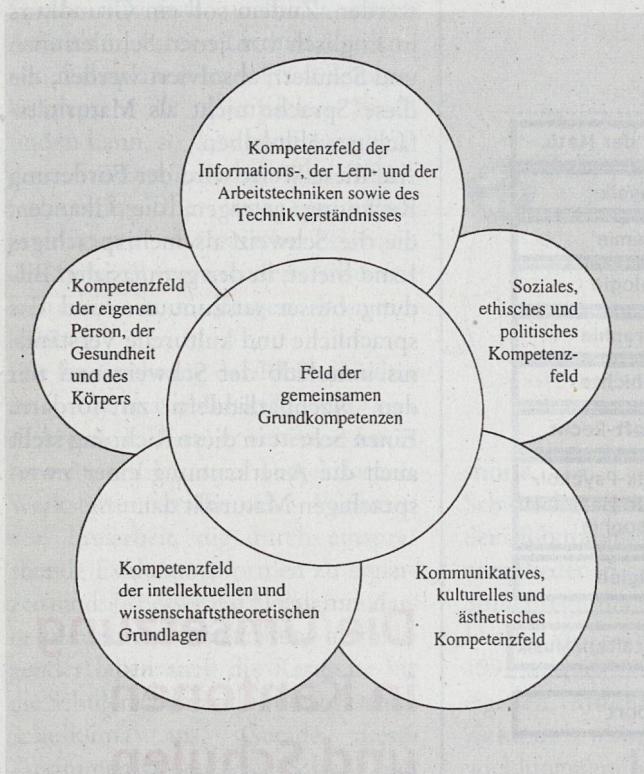 Kompetenzfeld der
Informations-, der Lern- und der
Arbeitstechniken sowie des
Technikverständnisses
Kompetenzfeld
der eigenen
Person, der
Gesundheit
und des
Körpers
Soziales,
ethisches und
politisches
Kompetenz-
feld
Feld der
gemeinsamen
Grundkompetenzen
Kompetenzfeld
der intellektuellen und
wissenschaftstheoretischen
Grundlagen
Kommunikatives,
kulturelles und
ästhetisches
Kompetenzfeld